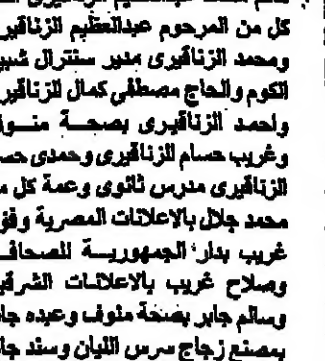 كل من المرحوم عبدالعظيم الزناقيرى
ومحمد الزناقيرى مدير سنترال شبين
الكوم والحاج مصطفى كمال الزناقيرى
واحمد الزناقيرى بصحة منوف
وغريب حسام الزناقيرى وحمدى حسام
الزناقيرى مدرس ثانوى وعمة كل من
محمد جلال بالاعلانات المصرية وفوزى
غريب بدار الجمهورية للصحافة
وصلاح غريب بالاعلانات الشرقية
وسالم جابر بصحة منوف وعبده جابر
بمصنع زجاج سرس الليان وسند جابر